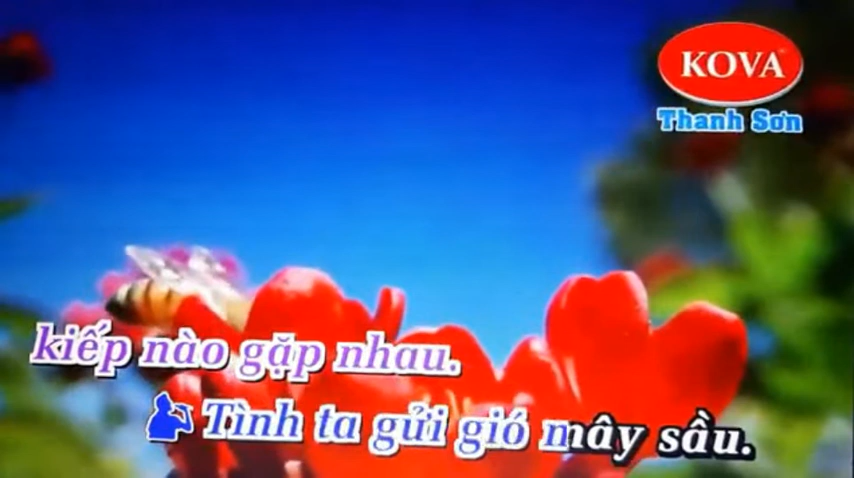 KOVA
Thanh Sơn
kiếp nào gặp nhau.
Tình ta gửi gió mây sầu.